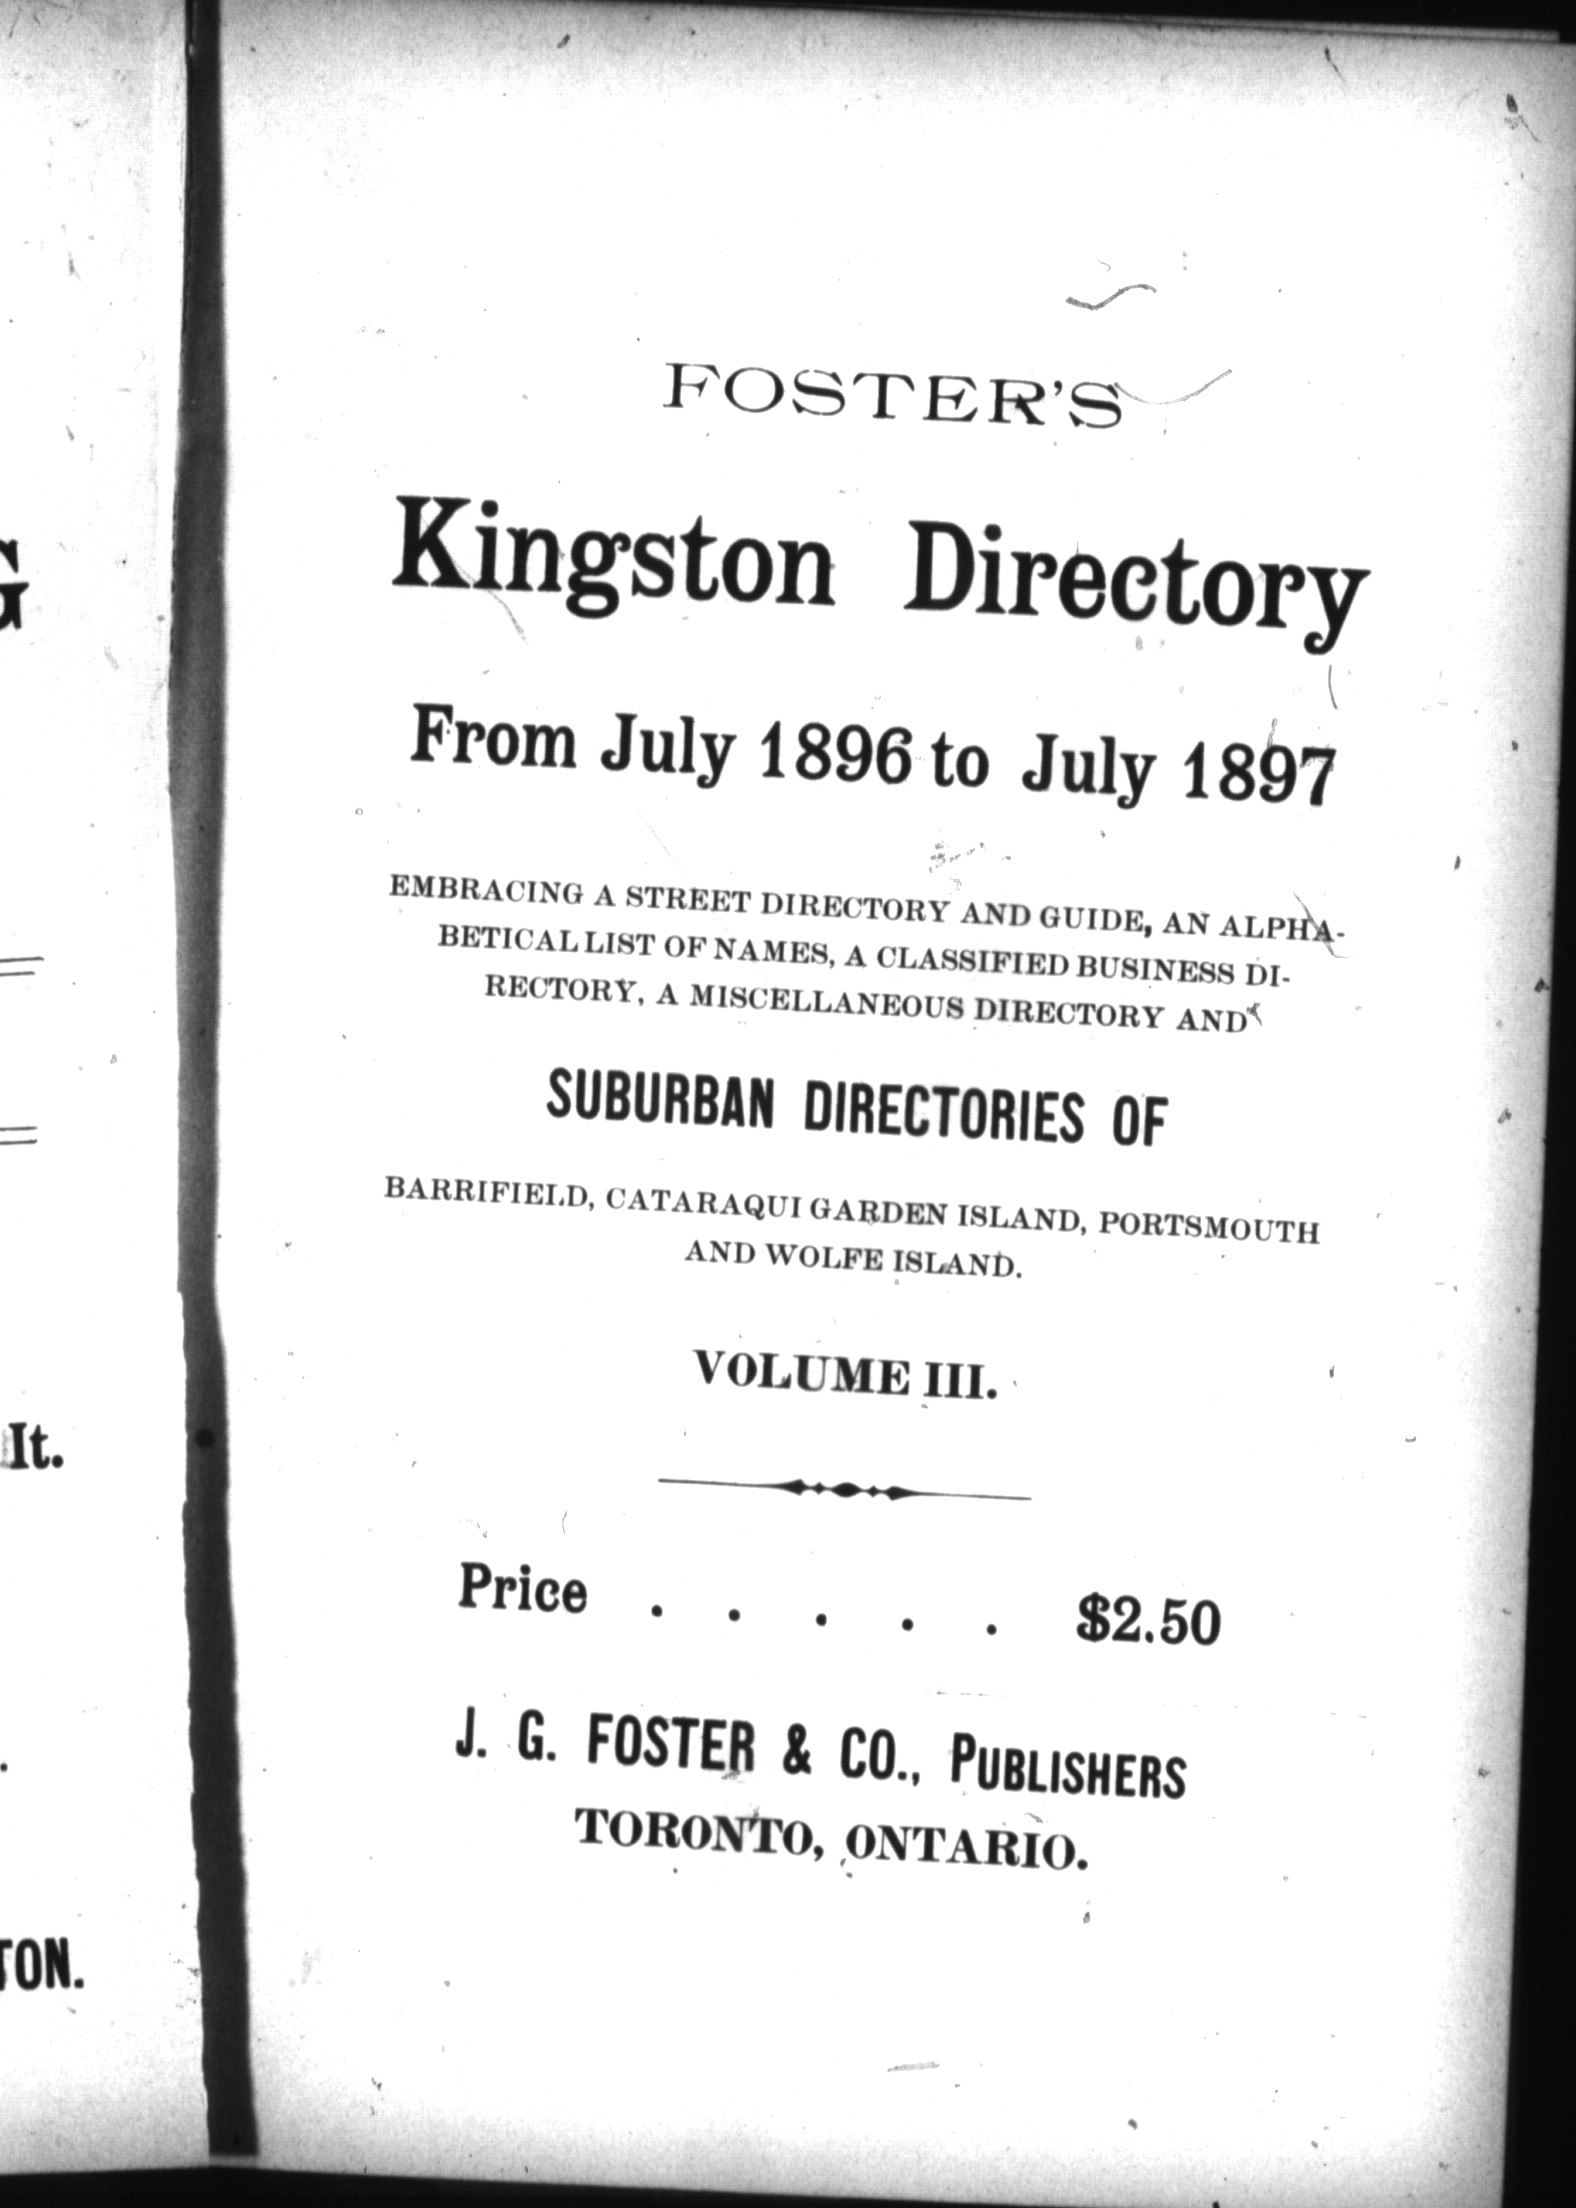 G
It.
TON.
FOSTER'S
Kingston Directory
From July 1896 to July 1897
EMBRACING A STREET DIRECTORY AND GUIDE, AN ALPHA-
BETICAL LIST OF NAMES, A CLASSIFIED BUSINESS DI-
RECTORY, A MISCELLANEOUS DIRECTORY AND
SUBURBAN DIRECTORIES OF
BARRIFIELD, CATARAQUI GARDEN ISLAND, PORTSMOUTH
AND WOLFE ISLAND.
VOLUME III.
Price . . . . . $2.50
J. G. FOSTER & CO., PUBLISHERS
TORONTO, ONTARIO.